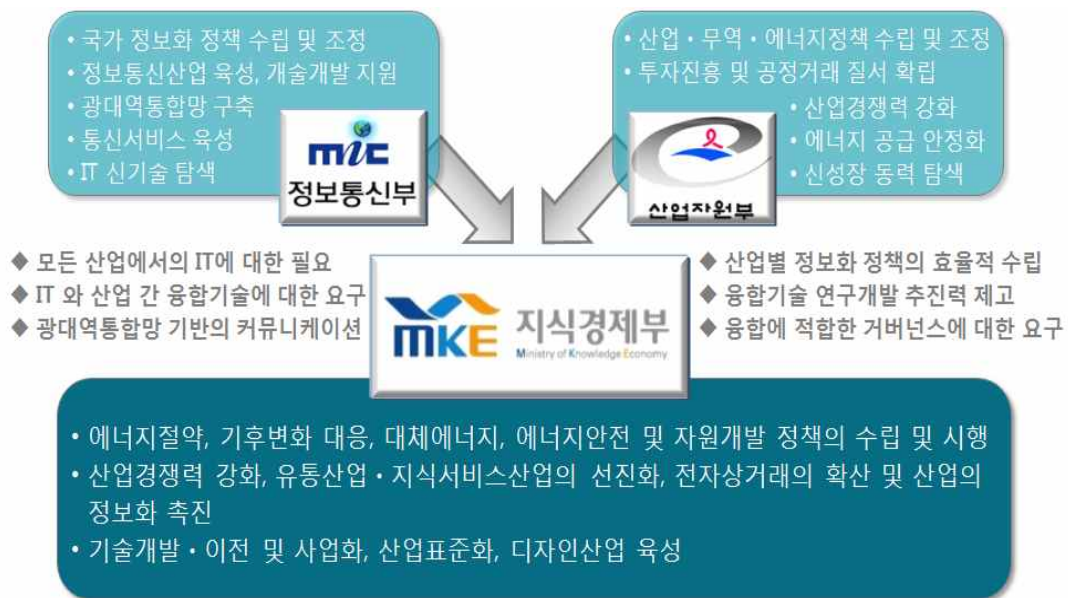 • 국가 정보화 정책 수립 및 조정
• 정보통신산업 육성, 개술개발 지원
• 광대역통합망 구축
• 통신서비스 육성
• IT 신기술 탐색
mic
정보통신부
• 산업・무역・에너지정책 수립 및 조정
• 투자진흥 및 공정거래 질서 확립
• 산업경쟁력 강화
• 에너지 공급 안정화
• 신성장 동력 탐색
산업자원부
◆ 모든 산업에서의 IT에 대한 필요
◆ IT 와 산업 간 융합기술에 대한 요구
◆ 광대역통합망 기반의 커뮤니케이션
MKE 지식경제부
Ministry of Knowledge Economy
◆ 산업별 정보화 정책의 효율적 수립
◆ 융합기술 연구개발 추진력 제고
◆ 융합에 적합한 거버넌스에 대한 요구
• 에너지절약, 기후변화 대응, 대체에너지, 에너지안전 및 자원개발 정책의 수립 및 시행
• 산업경쟁력 강화, 유통산업・지식서비스산업의 선진화, 전자상거래의 확산 및 산업의
정보화 촉진
• 기술개발・이전 및 사업화, 산업표준화, 디자인산업 육성